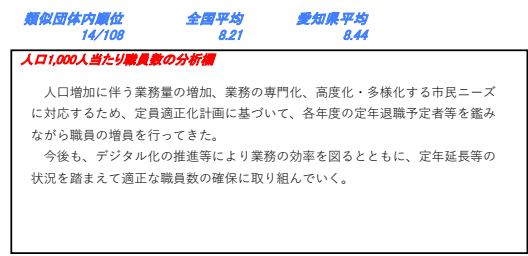 類似団体内順位 全国平均 愛知県平均
14/108 8.21 8.44
人口1,000人当たり職員数の分析欄
人口増加に伴う業務量の増加、業務の専門化、高度化・多様化する市民ニーズ
に対応するため、定員適正化計画に基づいて、各年度の定年退職予定者等を鑑み
ながら職員の増員を行ってきた。
今後も、デジタル化の推進等により業務の効率を図るとともに、定年延長等の
状況を踏まえて適正な職員数の確保に取り組んでいく。